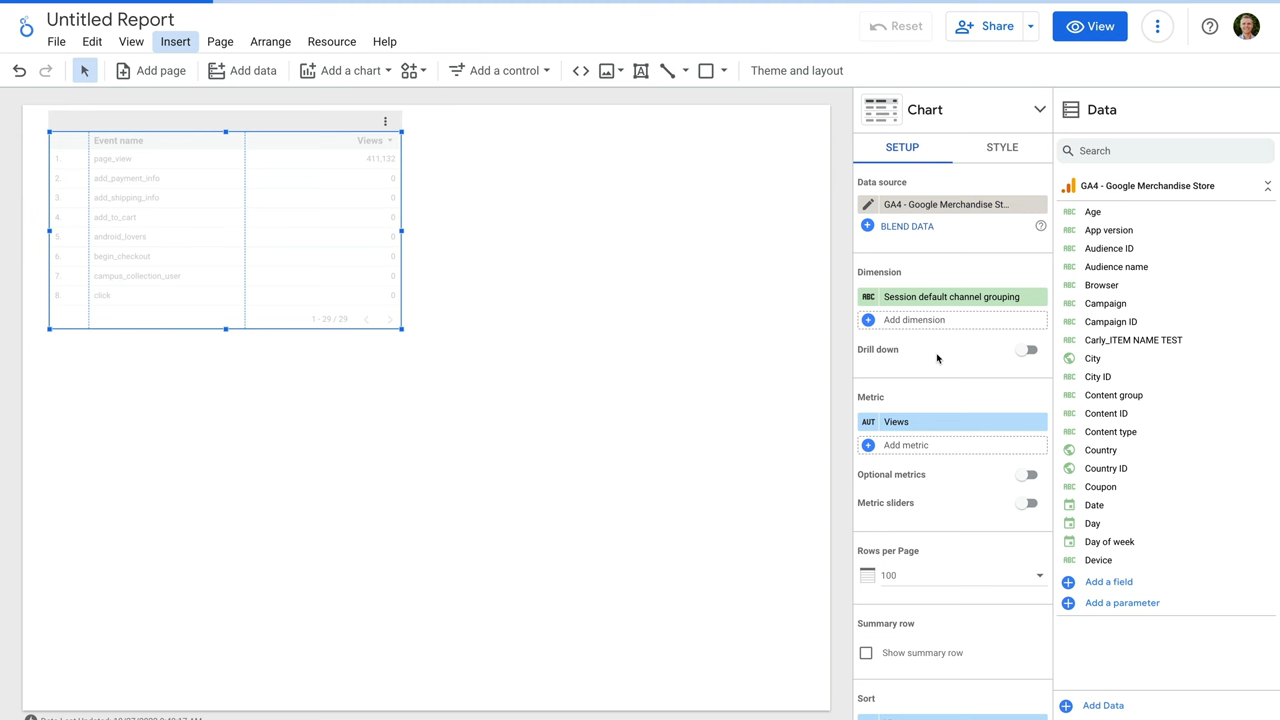 Untitled Report
File Edit View Insert Page Arrange Resource Help
Reset
Share
View
Add page
Add data
Add a chart
Add a control
Theme and layout
Event name Views
1. page_view 411,132
2. add_payment_info 0
3. add_shipping_info 0
4. add_to_cart 0
5. android_lovers 0
6. begin_checkout 0
7. campus_collection_user 0
8. click 0
1 - 29 / 29
Chart
SETUP STYLE
Data source
GA4 - Google Merchandise St...
BLEND DATA
Dimension
ABC Session default channel grouping
Add dimension
Drill down
Metric
AUT Views
Add metric
Optional metrics
Metric sliders
Rows per Page
100
Summary row
Show summary row
Sort
Data
Search
GA4 - Google Merchandise Store
ABC Age
ABC App version
ABC Audience ID
ABC Audience name
ABC Browser
ABC Campaign
ABC Campaign ID
ABC Carly_ITEM NAME TEST
City
ABC City ID
ABC Content group
ABC Content ID
ABC Content type
Country
Country ID
ABC Coupon
Date
Day
Day of week
ABC Device
Add a field
Add a parameter
Add Data